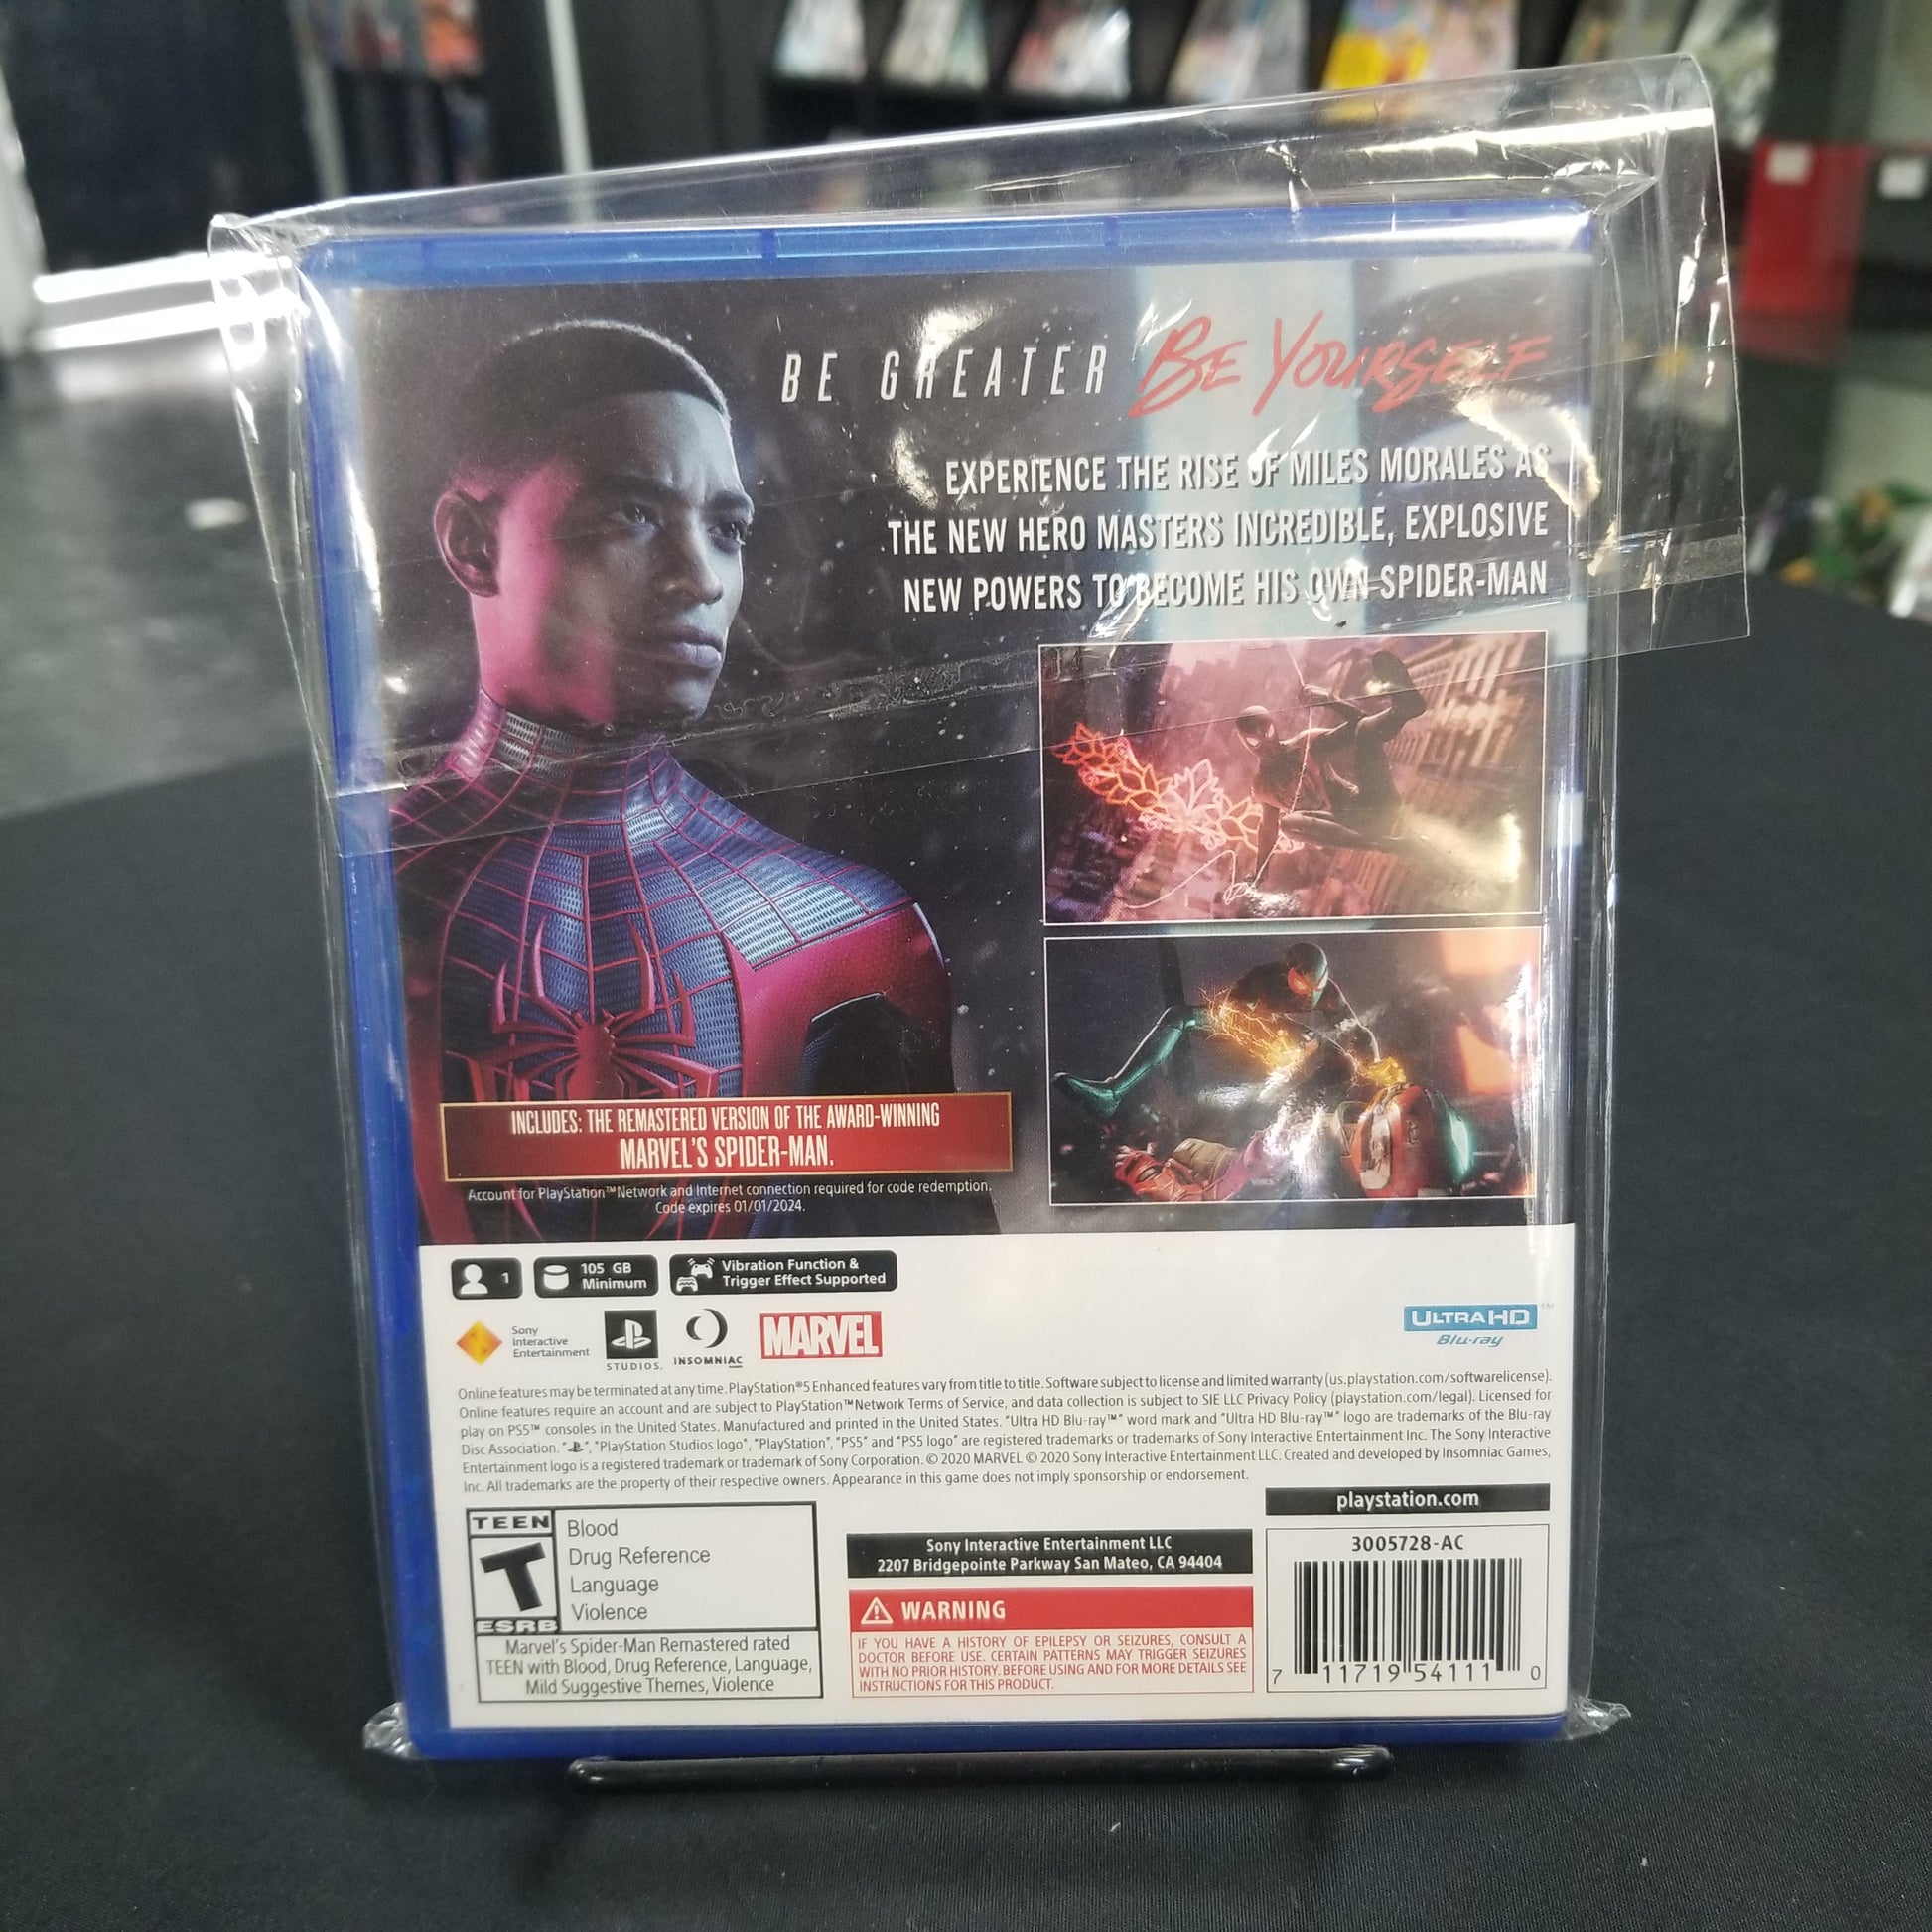 BE GREATER BE YOURSELF
EXPERIENCE THE RISE OF MILES MORALES AS
THE NEW HERO MASTERS INCREDIBLE, EXPLOSIVE
NEW POWERS TO BECOME HIS OWN SPIDER-MAN
INCLUDES: THE REMASTERED VERSION OF THE AWARD-WINNING
MARVEL'S SPIDER-MAN.
Account for PlayStation™Network and Internet connection required for code redemption.
Code expires 01/01/2024.
1
105 GB
Minimum
Vibration Function &
Trigger Effect Supported
Sony
Interactive
Entertainment
STUDIOS.
INSOMNIAC
MARVEL
ULTRA HD™
Blu-ray
Online features may be terminated at any time. PlayStation®5 Enhanced features vary from title to title. Software subject to license and limited warranty (us.playstation.com/softwarelicense).
Online features require an account and are subject to PlayStation™Network Terms of Service, and data collection is subject to SIE LLC Privacy Policy (playstation.com/legal). Licensed for
play on PS5™ consoles in the United States. Manufactured and printed in the United States. "Ultra HD Blu-ray™" word mark and "Ultra HD Blu-ray™" logo are trademarks of the Blu-ray
Disc Association. "", "PlayStation Studios logo", "PlayStation", "PS5" and "PS5 logo" are registered trademarks or trademarks of Sony Interactive Entertainment Inc. The Sony Interactive
Entertainment logo is a registered trademark or trademark of Sony Corporation. © 2020 MARVEL © 2020 Sony Interactive Entertainment LLC. Created and developed by Insomniac Games,
Inc. All trademarks are the property of their respective owners. Appearance in this game does not imply sponsorship or endorsement.
playstation.com
TEEN
T
ESRB
Blood
Drug Reference
Language
Violence
Marvel's Spider-Man Remastered rated
TEEN with Blood, Drug Reference, Language,
Mild Suggestive Themes, Violence
Sony Interactive Entertainment LLC
2207 Bridgepointe Parkway San Mateo, CA 94404
WARNING
IF YOU HAVE A HISTORY OF EPILEPSY OR SEIZURES, CONSULT A
DOCTOR BEFORE USE. CERTAIN PATTERNS MAY TRIGGER SEIZURES
WITH NO PRIOR HISTORY. BEFORE USING AND FOR MORE DETAILS SEE
INSTRUCTIONS FOR THIS PRODUCT.
3005728-AC
7 11719 54111 0